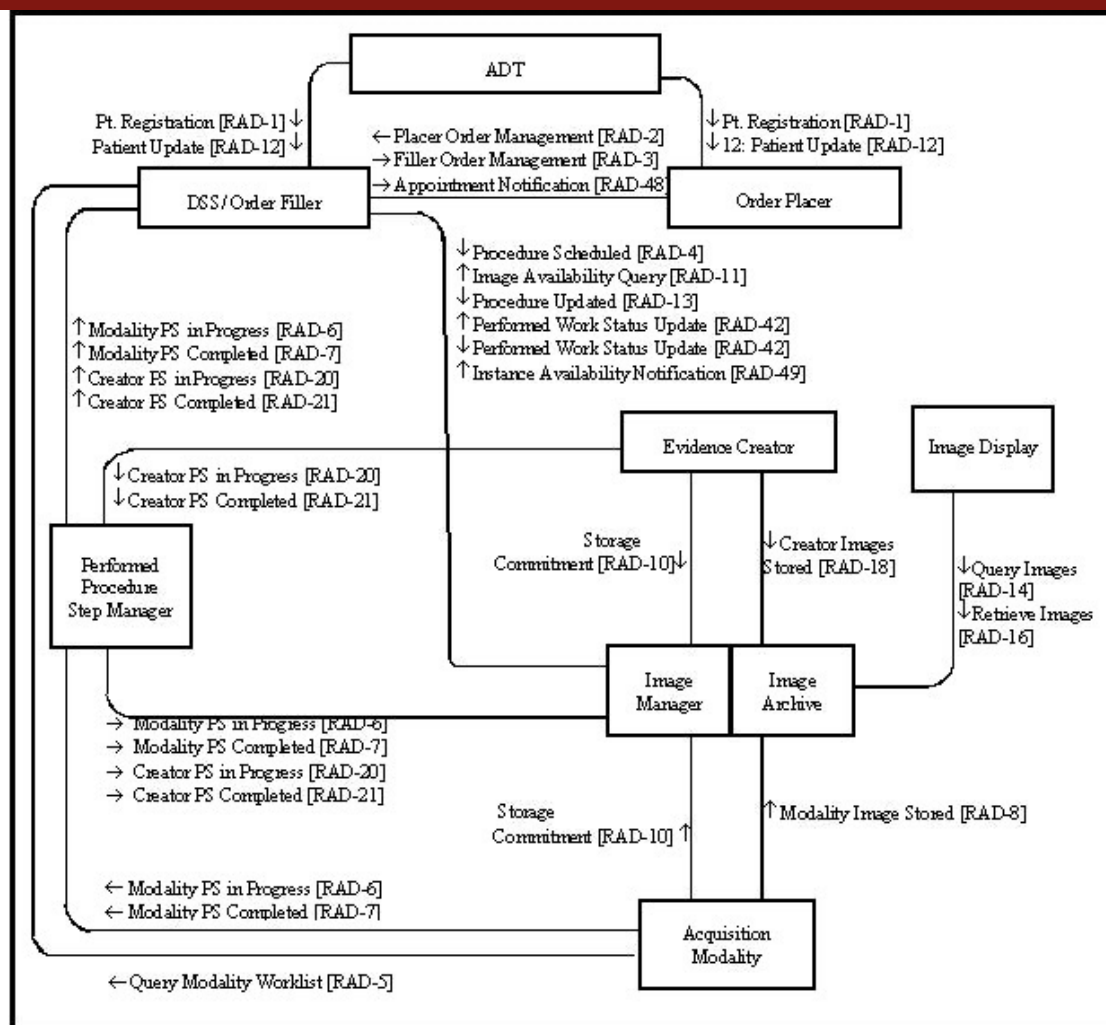 ADT
Pt. Registration [RAD-1] ↓
Patient Update [RAD-12] ↓
← Placer Order Management [RAD-2]
→ Filler Order Management [RAD-3]
→ Appointment Notification [RAD-48
↓ Pt. Registration [RAD-1]
↓ 12: Patient Update [RAD-12]
DSS/ Order Filler
Order Placer
↓ Procedure Scheduled [RAD-4]
↑ Image Availability Query [RAD-11]
↓ Procedure Updated [RAD-13]
↑ Performed Work Status Update [RAD-42]
↓ Performed Work Status Update [RAD-42]
↑ Instance Availability Notification [RAD-49]
↑ Modality PS in Progress [RAD-6]
↑ Modality PS Completed [RAD-7]
↑ Creator PS in Progress [RAD-20]
↑ Creator PS Completed [RAD-21]
Evidence Creator
Image Display
↓ Creator PS in Progress [RAD-20]
↓ Creator PS Completed [RAD-21]
Performed
Procedure
Step Manager
Storage
Commitment [RAD-10] ↓
↓ Creator Images
Stored [RAD-18]
↓ Query Images
[RAD-14]
↓ Retrieve Images
[RAD-16]
Image
Manager
Image
Archive
→ Modality PS in Progress [RAD-6]
→ Modality PS Completed [RAD-7]
→ Creator PS in Progress [RAD-20]
→ Creator PS Completed [RAD-21]
Storage
Commitment [RAD-10] ↑
↑ Modality Image Stored [RAD-8]
← Modality PS in Progress [RAD-6]
← Modality PS Completed [RAD-7]
Acquisition
Modality
← Query Modality Worklist [RAD-5]